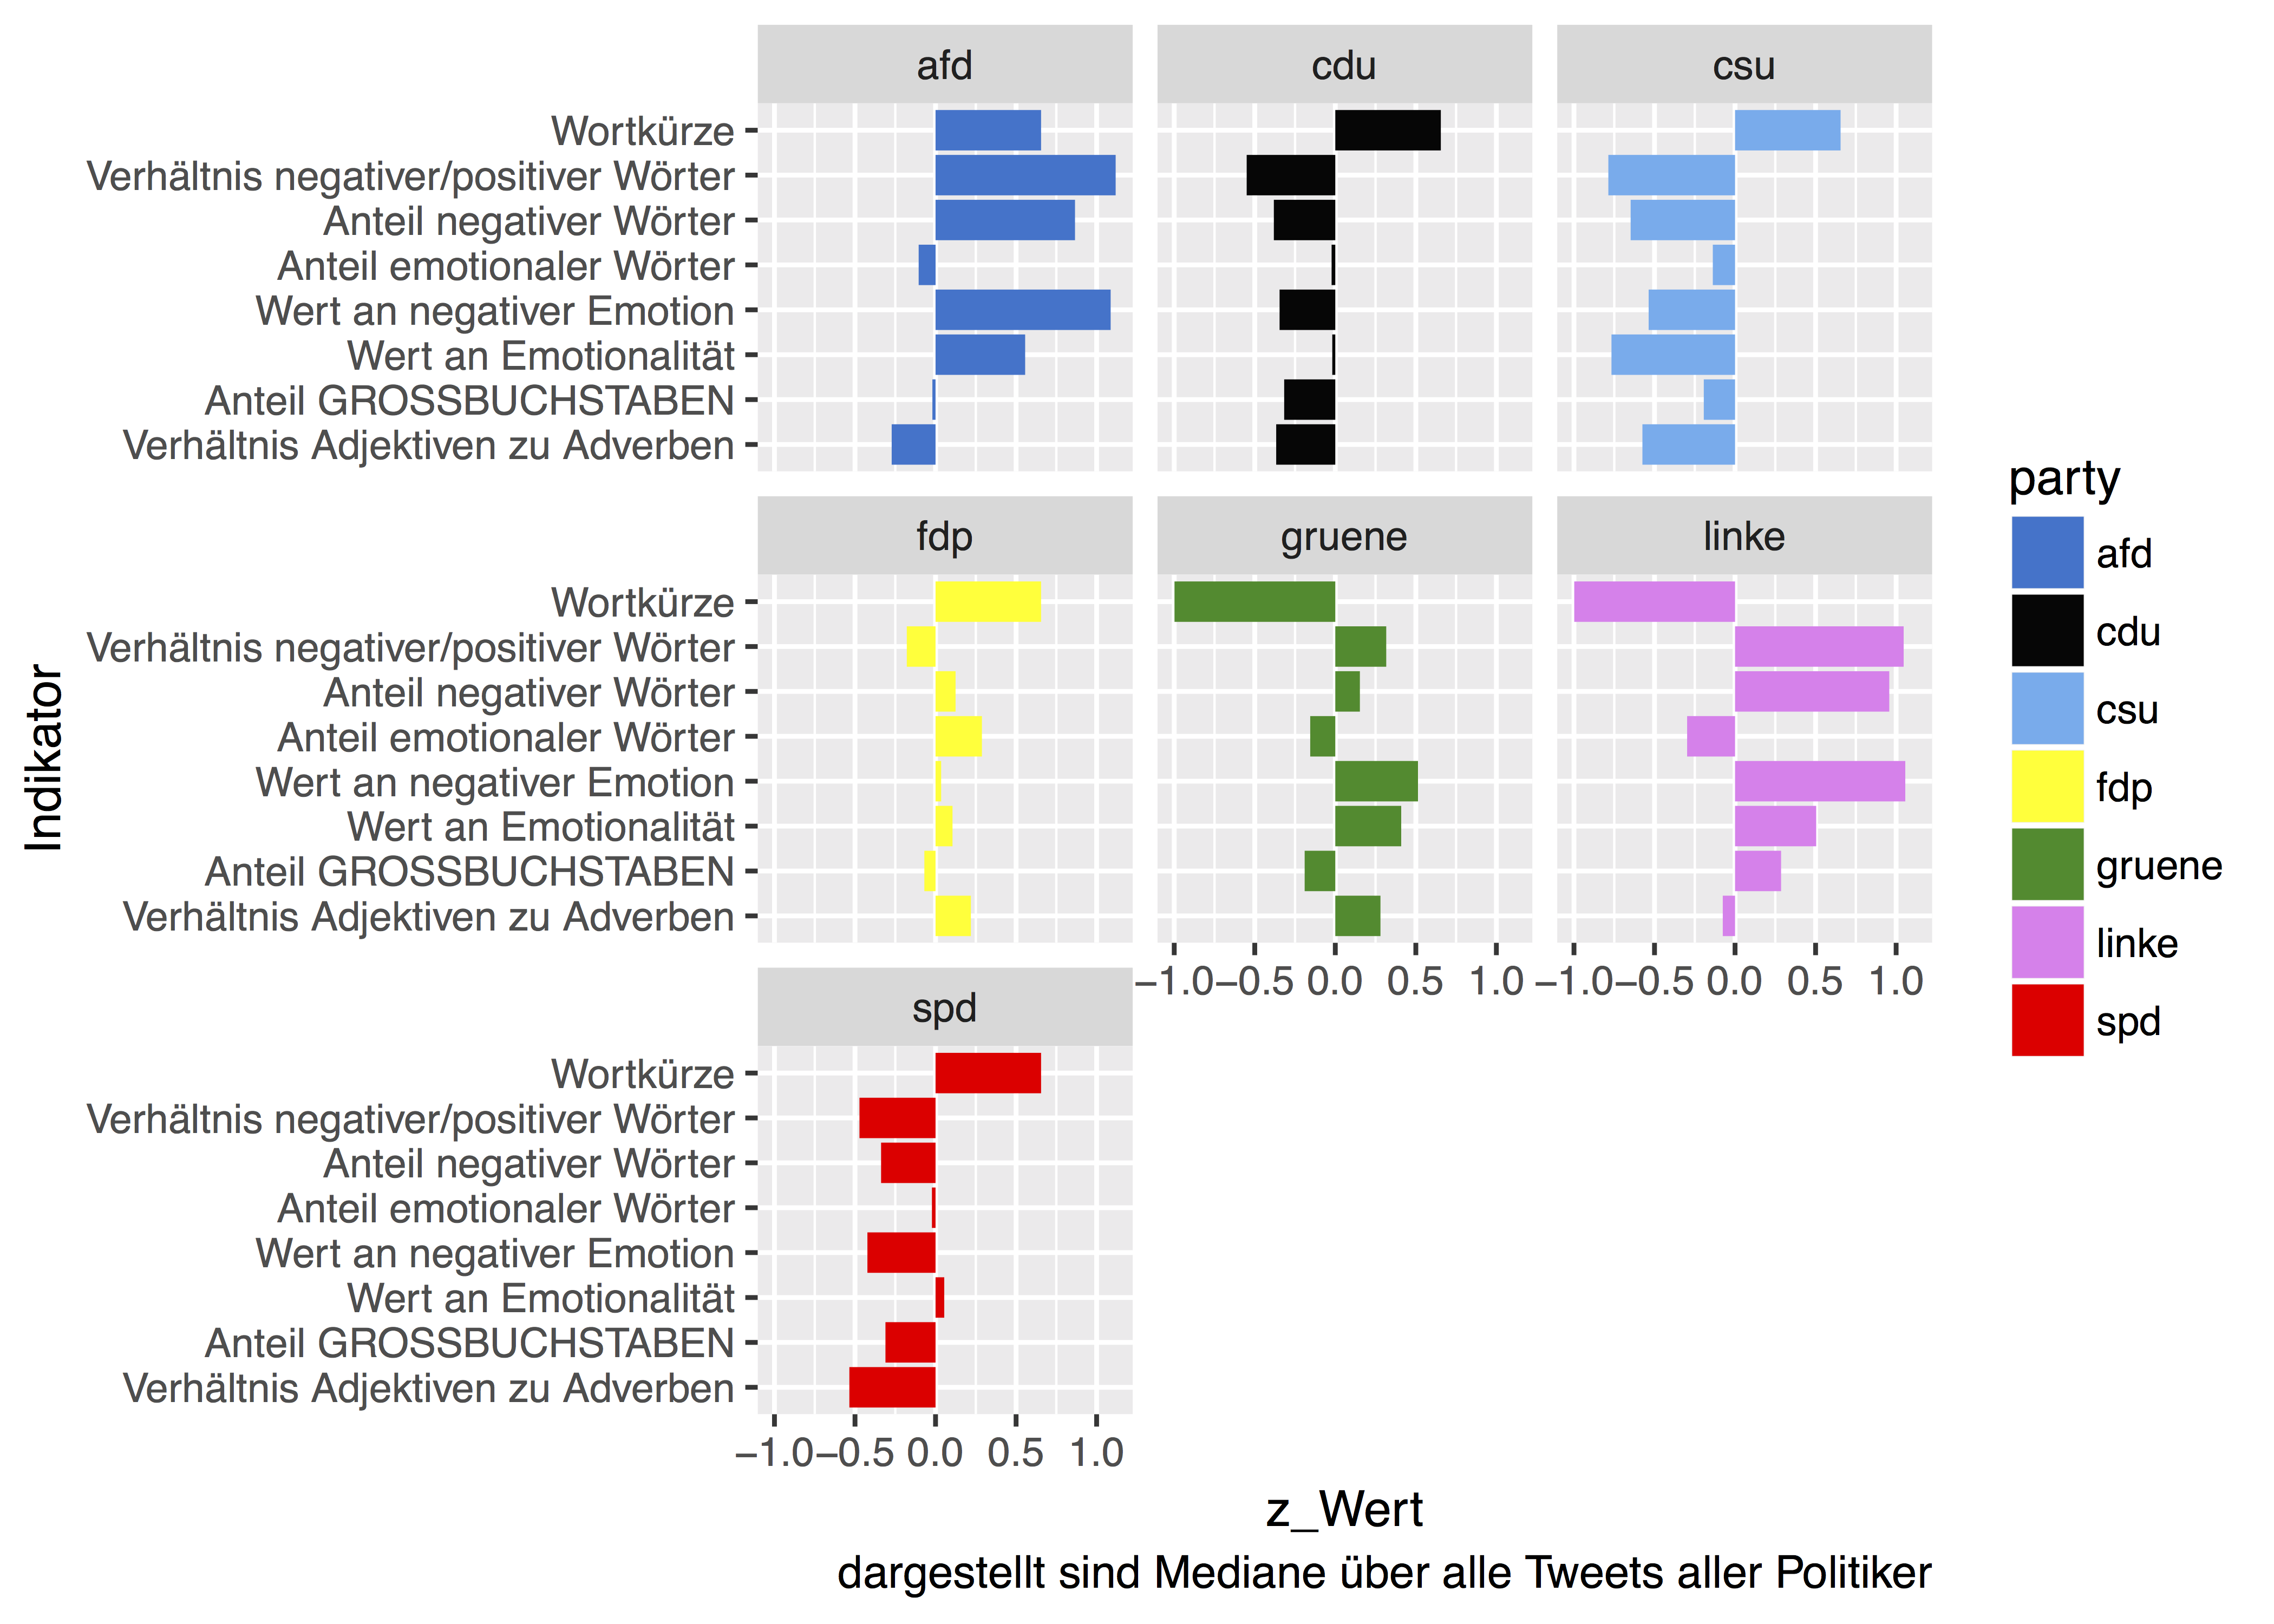 afd
cdu
csu
Wortkürze
Verhältnis negativer/positiver Wörter
Anteil negativer Wörter
Anteil emotionaler Wörter
Wert an negativer Emotion
Wert an Emotionalität
Anteil GROSSBUCHSTABEN
Verhältnis Adjektiven zu Adverben
fdp
gruene
linke
Wortkürze
Verhältnis negativer/positiver Wörter
Anteil negativer Wörter
Anteil emotionaler Wörter
Wert an negativer Emotion
Wert an Emotionalität
Anteil GROSSBUCHSTABEN
Verhältnis Adjektiven zu Adverben
−1.0 −0.5 0.0 0.5 1.0
−1.0 −0.5 0.0 0.5 1.0
spd
Wortkürze
Verhältnis negativer/positiver Wörter
Anteil negativer Wörter
Anteil emotionaler Wörter
Wert an negativer Emotion
Wert an Emotionalität
Anteil GROSSBUCHSTABEN
Verhältnis Adjektiven zu Adverben
−1.0 −0.5 0.0 0.5 1.0
Indikator
z_Wert
dargestellt sind Mediane über alle Tweets aller Politiker
party
afd
cdu
csu
fdp
gruene
linke
spd